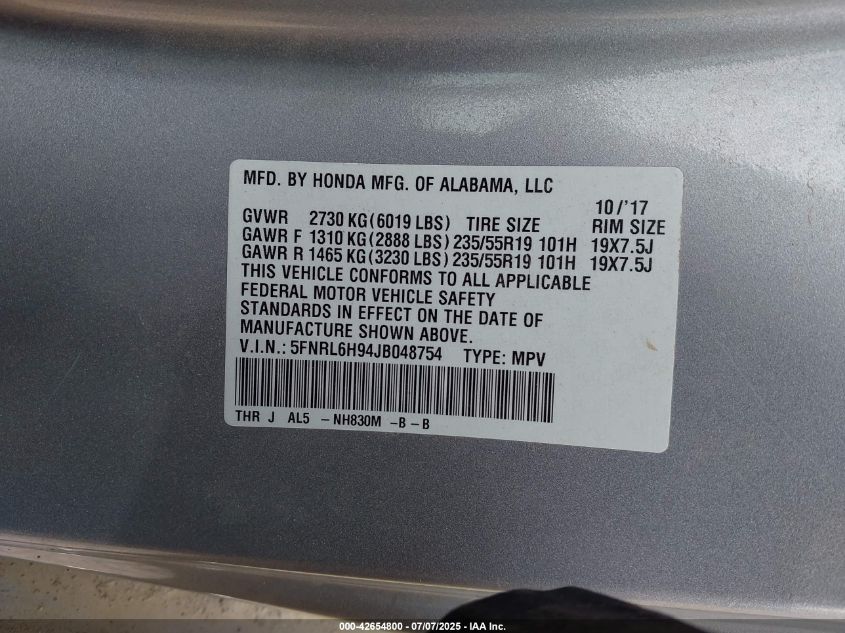 MFD. BY HONDA MFG. OF ALABAMA, LLC
10/'17
GVWR 2730 KG(6019 LBS) TIRE SIZE RIM SIZE
GAWR F 1310 KG(2888 LBS) 235/55R19 101H 19X7.5J
GAWR R 1465 KG(3230 LBS) 235/55R19 101H 19X7.5J
THIS VEHICLE CONFORMS TO ALL APPLICABLE
FEDERAL MOTOR VEHICLE SAFETY
STANDARDS IN EFFECT ON THE DATE OF
MANUFACTURE SHOWN ABOVE.
V.I.N.: 5FNRL6H94JB048754 TYPE: MPV
THR J AL5 -NH830M -B-B
000-42654800 - 07/07/2025 - IAA Inc.